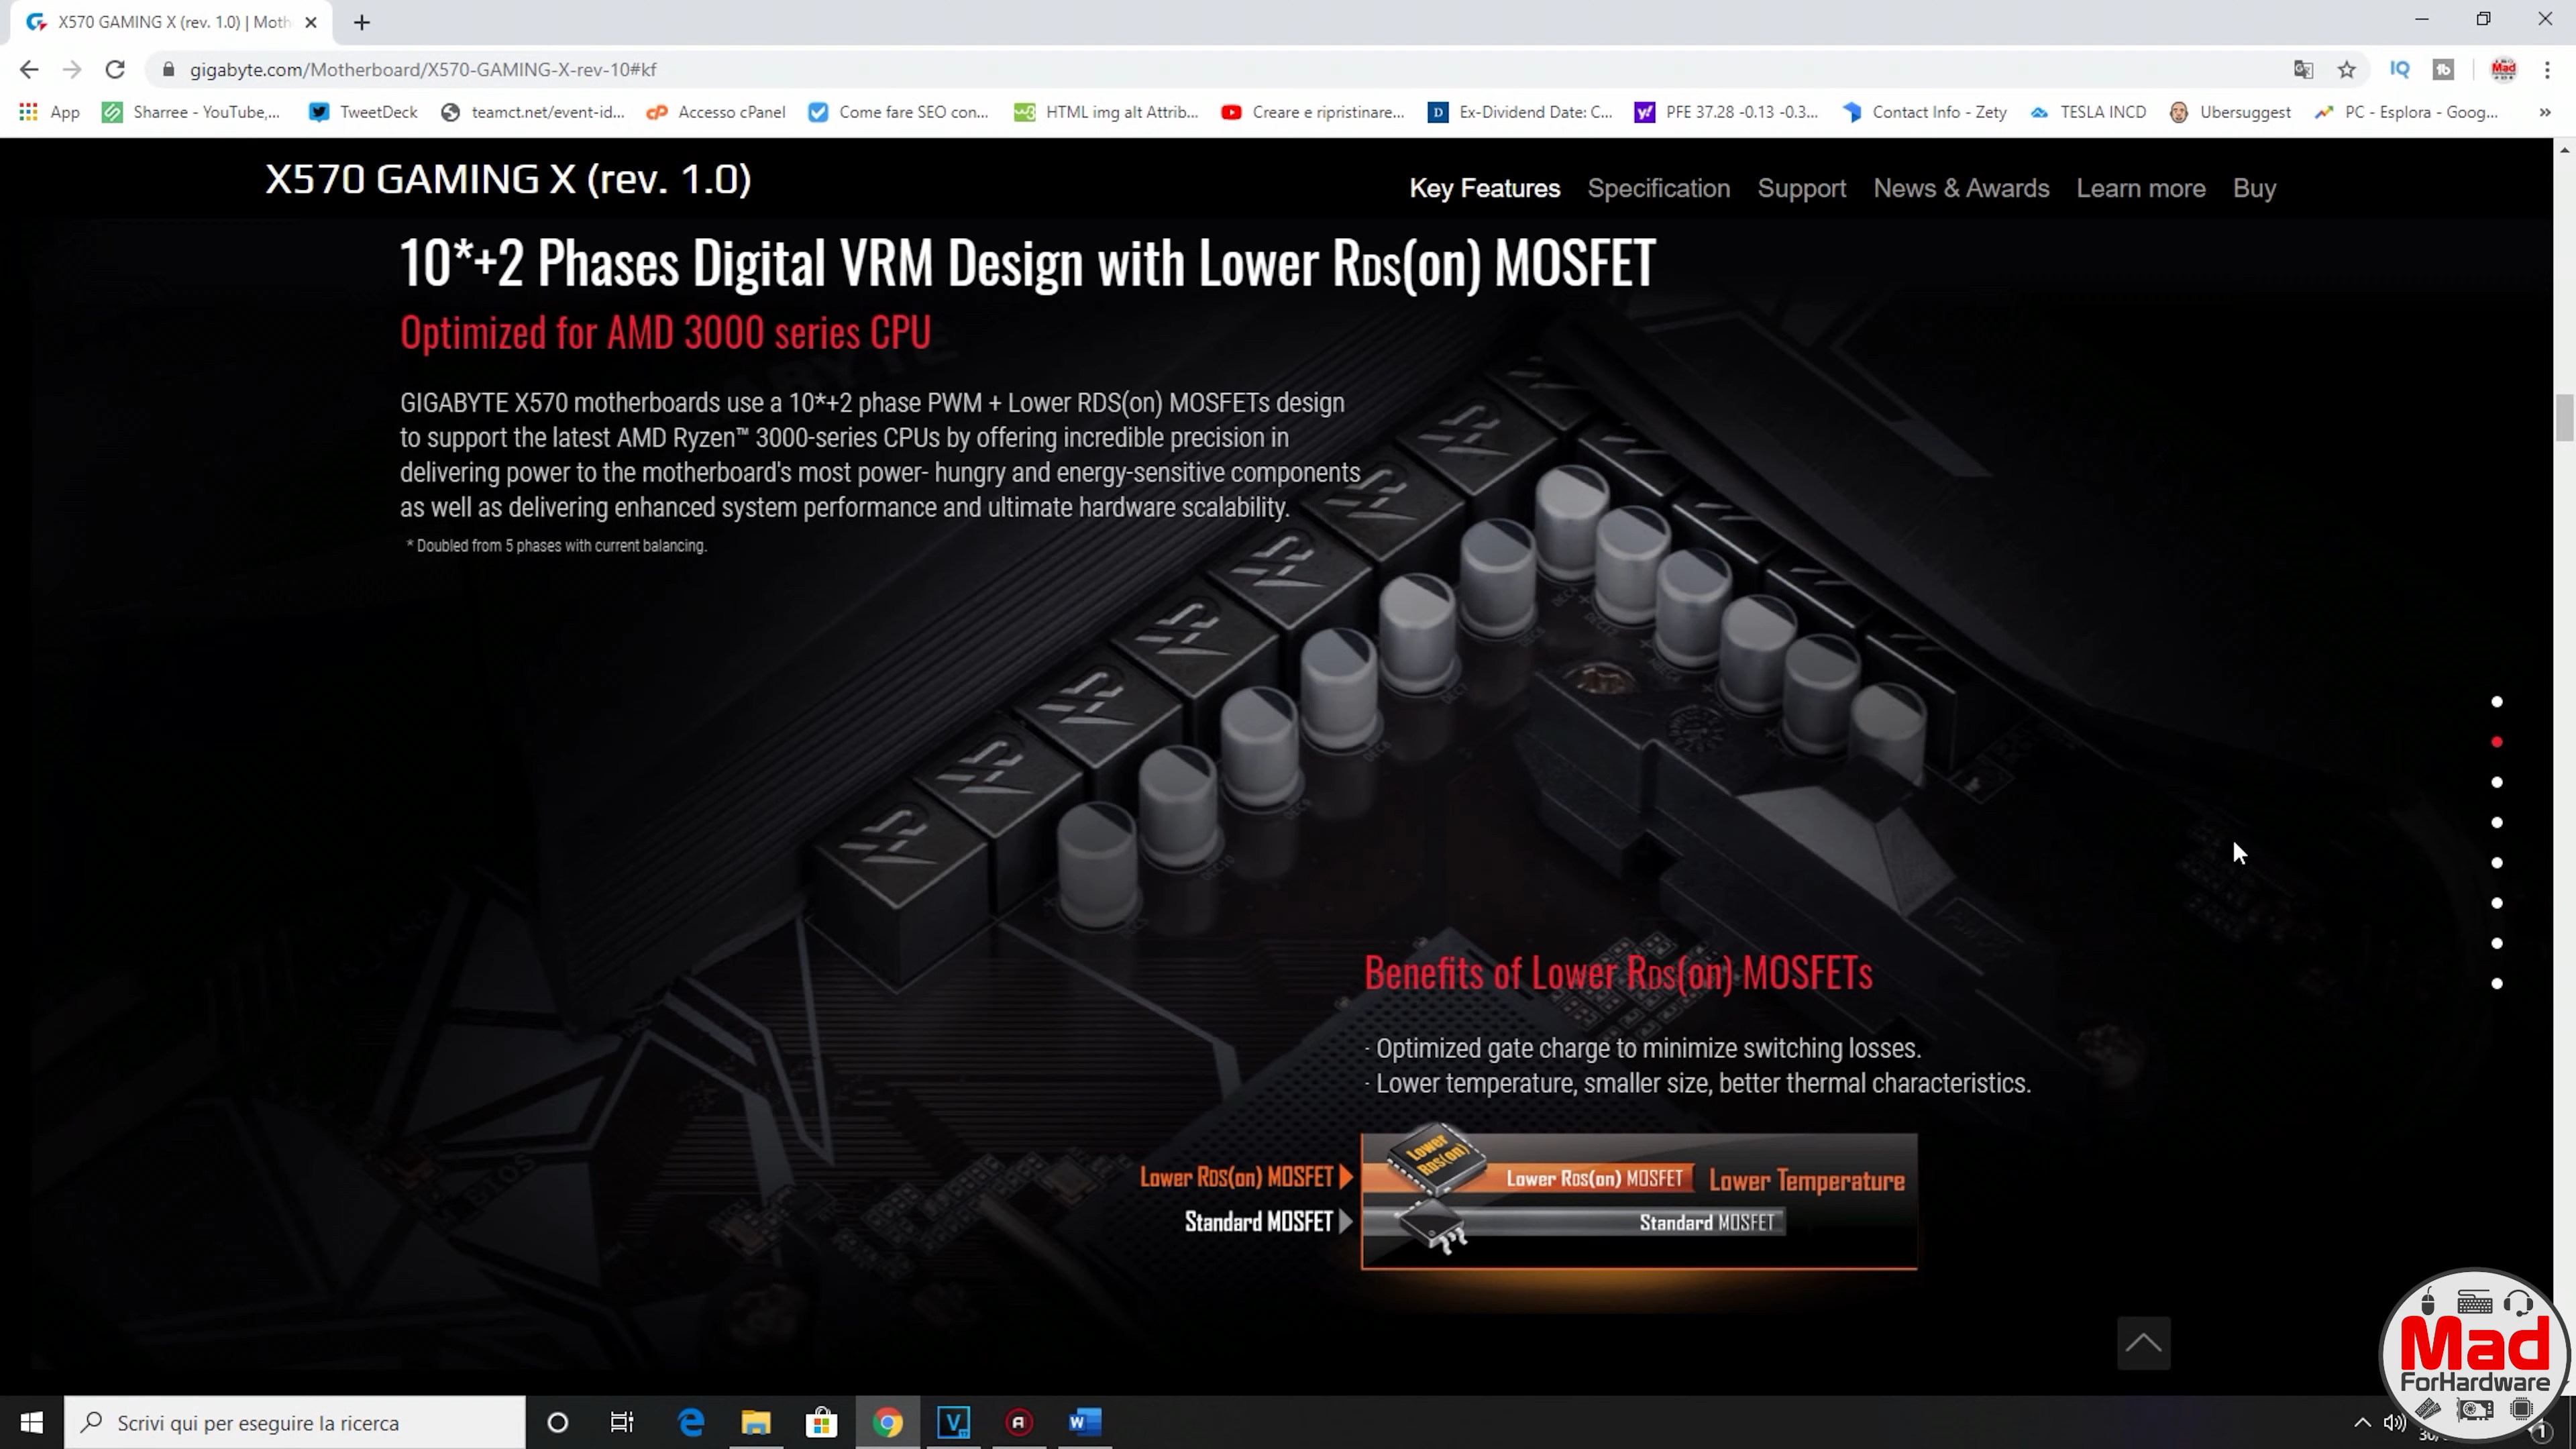 X570 GAMING X (rev. 1.0) | Moth
gigabyte.com/Motherboard/X570-GAMING-X-rev-10#kf
IQ
tb
Mad
App
Sharree - YouTube,...
TweetDeck
teamct.net/event-id...
cP
Accesso cPanel
Come fare SEO con...
w3
HTML img alt Attrib...
Creare e ripristinare...
D
Ex-Dividend Date: C...
y!
PFE 37.28 -0.13 -0.3...
Contact Info - Zety
TESLA INCD
Ubersuggest
PC - Esplora - Goog...
»
X570 GAMING X (rev. 1.0)
Key Features
Specification
Support
News & Awards
Learn more
Buy
10*+2 Phases Digital VRM Design with Lower RDS(on) MOSFET
Optimized for AMD 3000 series CPU
GIGABYTE X570 motherboards use a 10*+2 phase PWM + Lower RDS(on) MOSFETs design
to support the latest AMD Ryzen™ 3000-series CPUs by offering incredible precision in
delivering power to the motherboard's most power- hungry and energy-sensitive components
as well as delivering enhanced system performance and ultimate hardware scalability.
* Doubled from 5 phases with current balancing.
Benefits of Lower RDS(on) MOSFETs
· Optimized gate charge to minimize switching losses.
· Lower temperature, smaller size, better thermal characteristics.
Lower RDS(on) MOSFET
Lower RDS(on)
Lower RDS(on) MOSFET
Lower Temperature
Standard MOSFET
Standard MOSFET
Mad
ForHardware
Scrivi qui per eseguire la ricerca